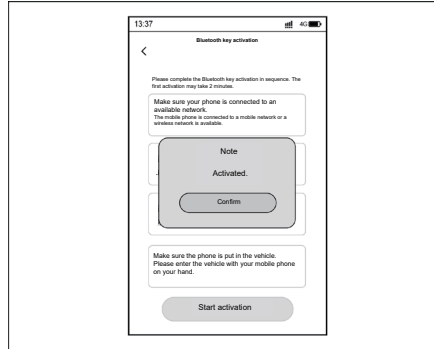 13:37
4G
Bluetooth key activation
Please complete the Bluetooth key activation in sequence. The
first activation may take 2 minutes.
Make sure your phone is connected to an
available network.
The mobile phone is connected to a mobile network or a
wireless network is available.
Note
Activated.
Confirm
Make sure the phone is put in the vehicle.
Please enter the vehicle with your mobile phone
on your hand.
Start activation